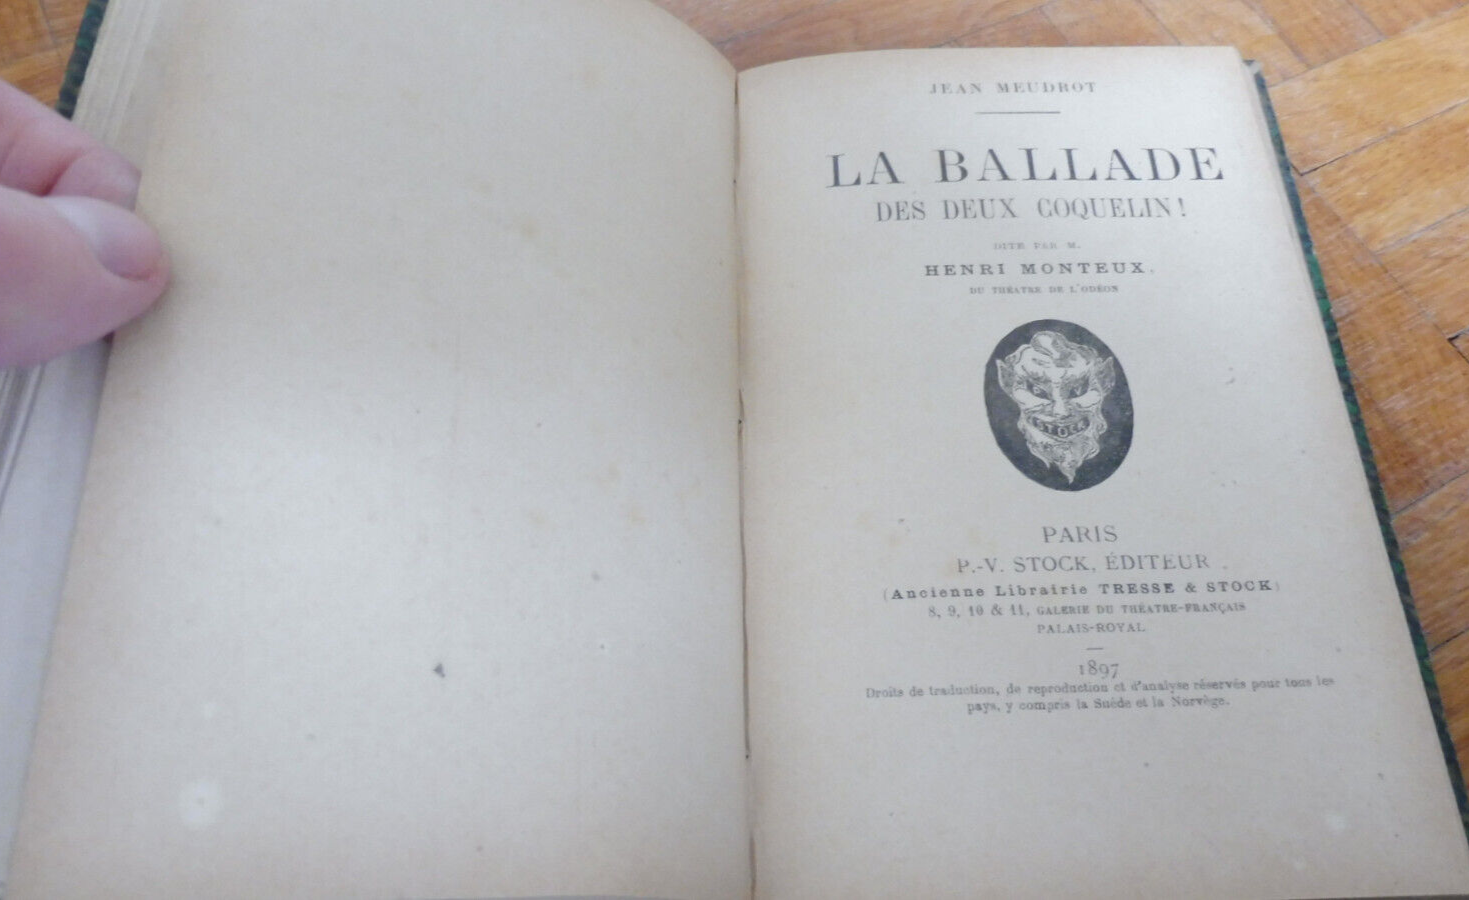 JEAN MEUDROT
LA BALLADE
DES DEUX COQUELIN!
DITE PAR M.
HENRI MONTEUX,
DU THÉATRE DE L'ODÉON
STOCK
PARIS
P.-V. STOCK, ÉDITEUR
(Ancienne Librairie TRESSE & STOCK)
8, 9, 10 & 11, GALERIE DU THÉATRE-FRANÇAIS
PALAIS-ROYAL
1897
Droits de traduction, de reproduction et d'analyse réservés pour tous les
pays, y compris la Suède et la Norvège.